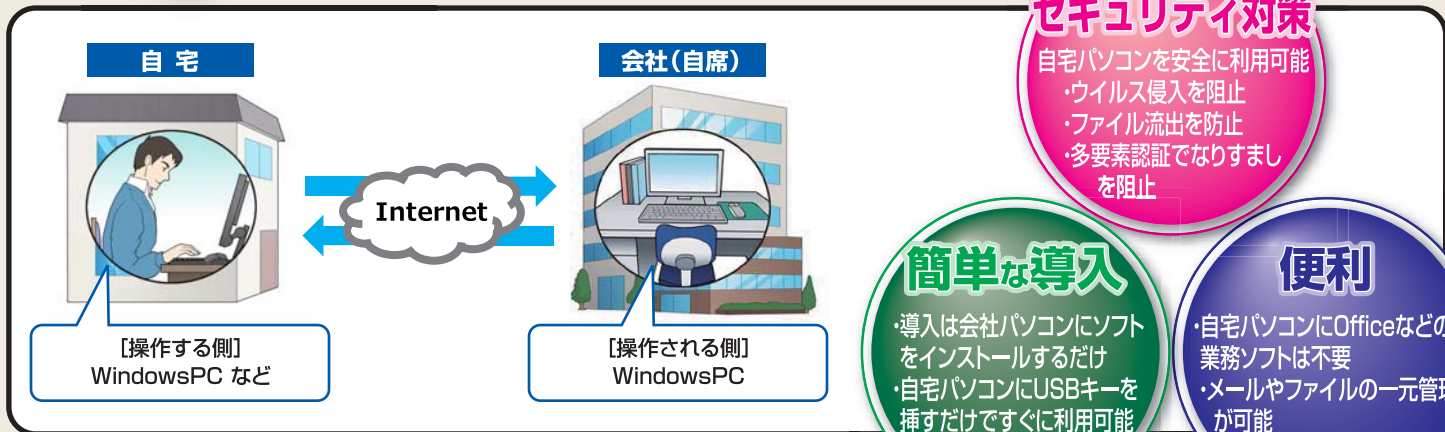 自 宅
会社（自席）
Internet
［操作する側］
WindowsPC など
［操作される側］
WindowsPC
セキュリティ対策
自宅パソコンを安全に利用可能
・ウイルス侵入を阻止
・ファイル流出を防止
・多要素認証でなりすまし
を阻止
簡単な導入
・導入は会社パソコンにソフト
をインストールするだけ
・自宅パソコンにUSBキーを
挿すだけですぐに利用可能
便利
・自宅パソコンにOfficeなどの
業務ソフトは不要
・メールやファイルの一元管理
が可能